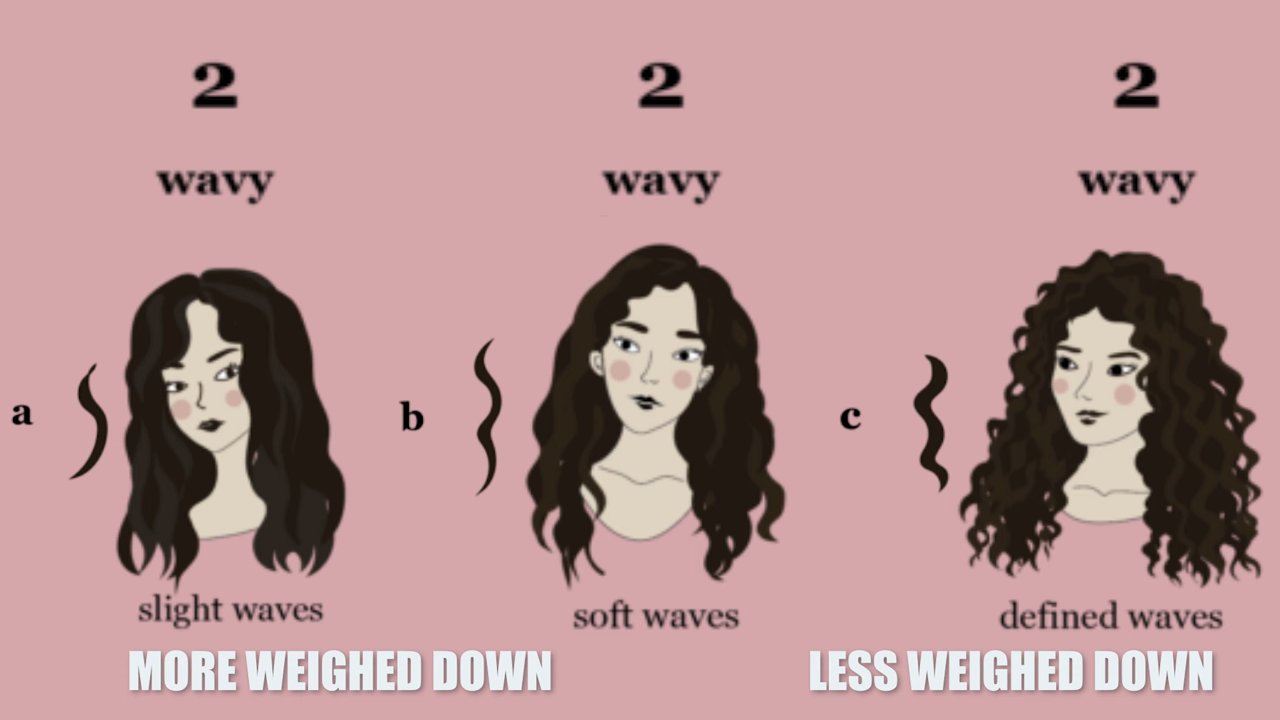 2
wavy
a
slight waves
2
wavy
b
soft waves
2
wavy
c
defined waves
MORE WEIGHED DOWN
LESS WEIGHED DOWN